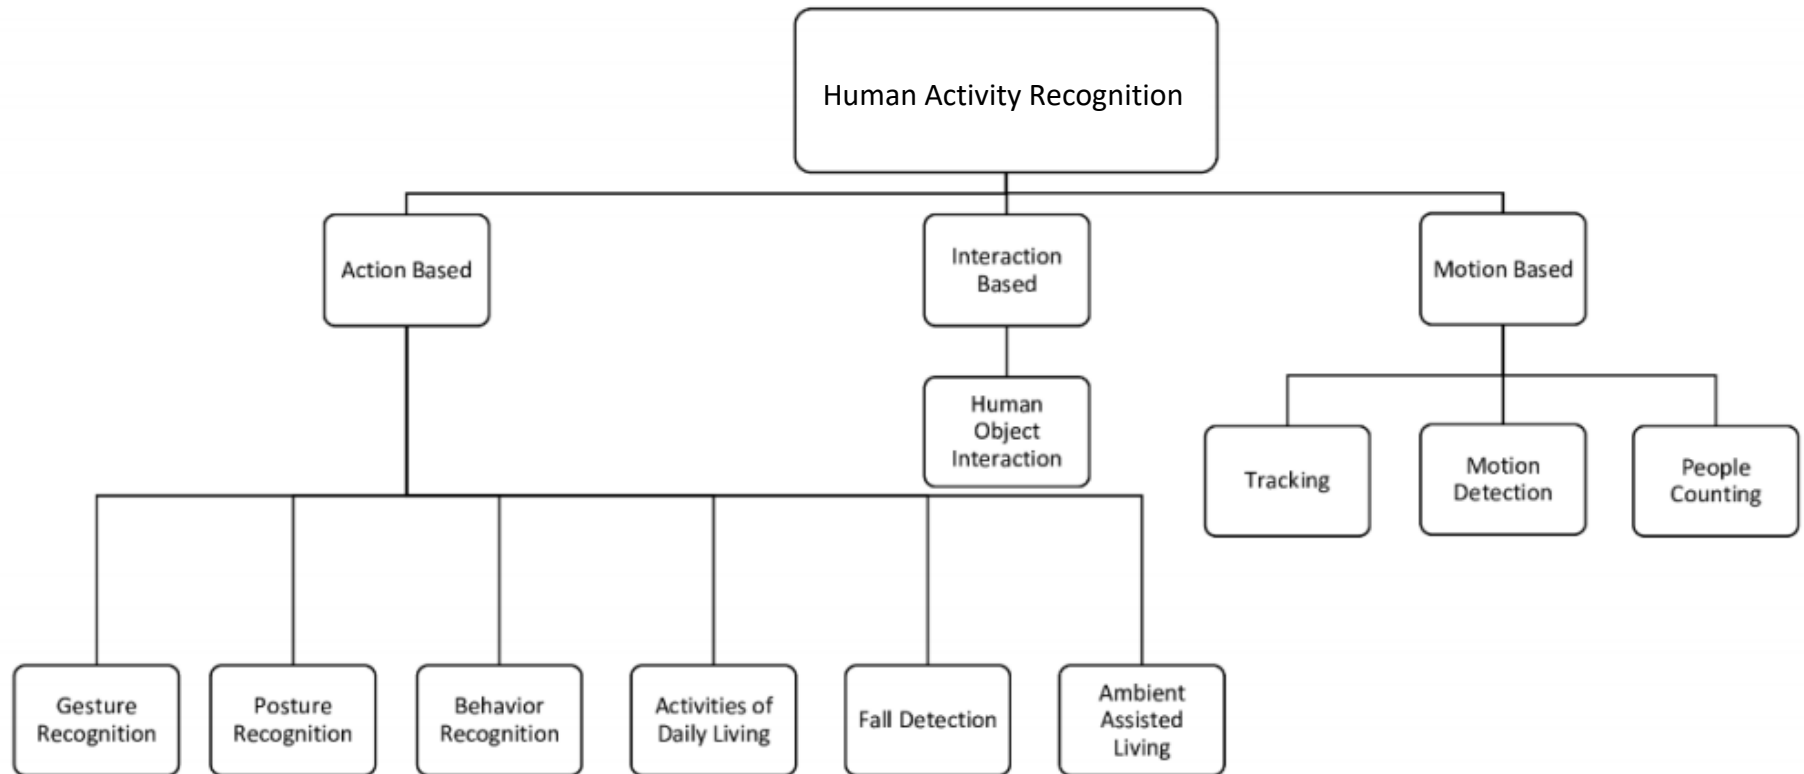 Human Activity Recognition
Action Based
Interaction
Based
Motion Based
Human
Object
Interaction
Tracking
Motion
Detection
People
Counting
Gesture
Recognition
Posture
Recognition
Behavior
Recognition
Activities of
Daily Living
Fall Detection
Ambient
Assisted
Living